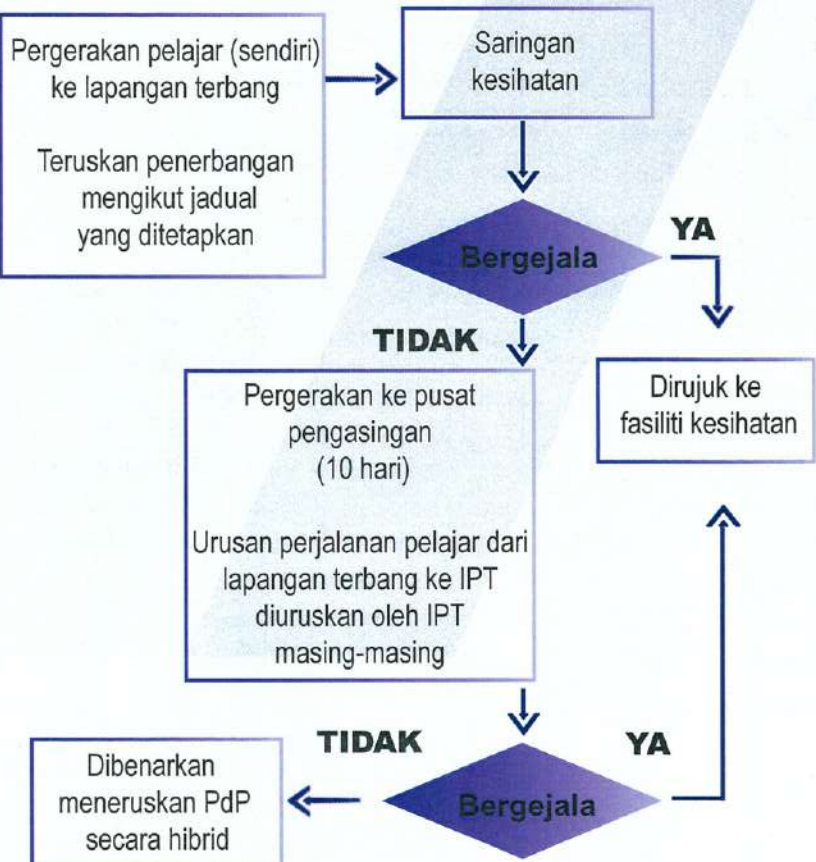 Pergerakan pelajar (sendiri)
ke lapangan terbang
Teruskan penerbangan
mengikut jadual
yang ditetapkan
Saringan
kesihatan
Bergejala
YA
TIDAK
Dirujuk ke
fasiliti kesihatan
Pergerakan ke pusat
pengasingan
(10 hari)
Urusan perjalanan pelajar dari
lapangan terbang ke IPT
diuruskan oleh IPT
masing-masing
Bergejala
TIDAK
YA
Dibenarkan
meneruskan PdP
secara hibrid